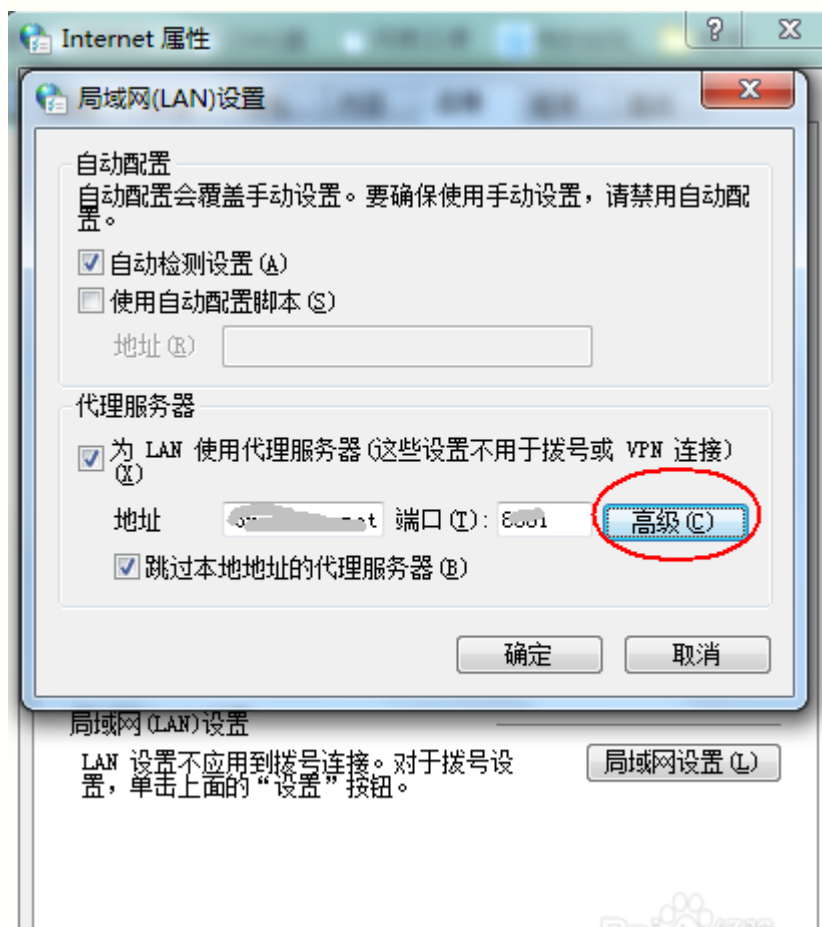 Internet 属性
局域网(LAN)设置
自动配置
自动配置会覆盖手动设置。要确保使用手动设置，请禁用自动配
置。
自动检测设置(A)
使用自动配置脚本(S)
地址(R)
代理服务器
为 LAN 使用代理服务器(这些设置不用于拨号或 VPN 连接)
(X)
地址 端口(T): 高级(C)
跳过本地地址的代理服务器(B)
确定 取消
局域网(LAN)设置
LAN 设置不应用到拨号连接。对于拨号设
置，单击上面的“设置”按钮。
局域网设置(L)